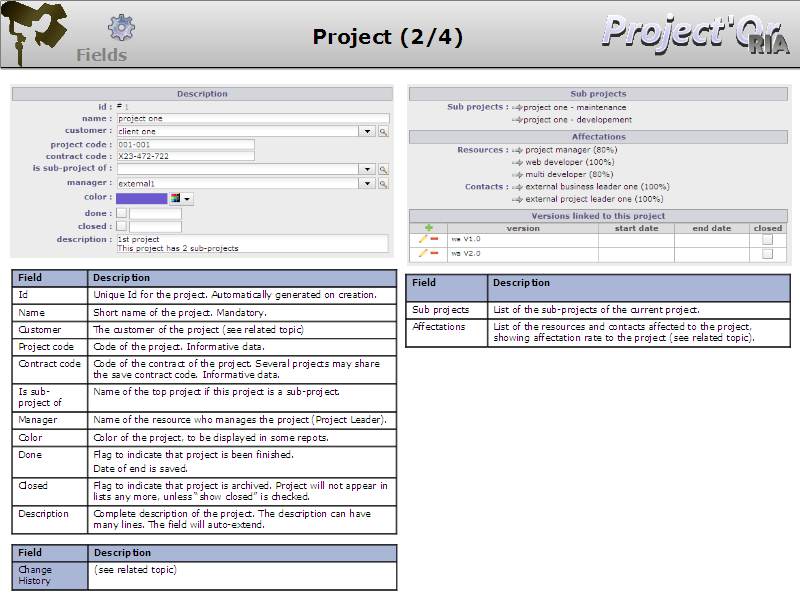 Fields
Project (2/4)
Project'Or
RIA
Description
id : # 1
name : project one
customer : client one
project code : 001-001
contract code : X23-472-722
is sub-project of :
manager : external1
color :
done :
closed :
description : 1st project
This project has 2 sub-projects
Sub projects
Sub projects : project one - maintenance
project one - developement
Affectations
Resources : project manager (80%)
web developer (100%)
multi developer (80%)
Contacts : external business leader one (100%)
external project leader one (100%)
Versions linked to this project
version start date end date closed
wa V1.0
wa V2.0
Field Description
Id Unique Id for the project. Automatically generated on creation.
Name Short name of the project. Mandatory.
Customer The customer of the project (see related topic)
Project code Code of the project. Informative data.
Contract code Code of the contract of the project. Several projects may share
the save contract code. Informative data.
Is sub- Name of the top project if this project is a sub-project.
project of
Manager Name of the resource who manages the project (Project Leader).
Color Color of the project, to be displayed in some repots.
Done Flag to indicate that project is been finished.
Date of end is saved.
Closed Flag to indicate that project is archived. Project will not appear in
lists any more, unless "show closed" is checked.
Description Complete description of the project. The description can have
many lines. The field will auto-extend.
Field Description
Change (see related topic)
History
Field Description
Sub projects List of the sub-projects of the current project.
Affectations List of the resources and contacts affected to the project,
showing affectation rate to the project (see related topic).